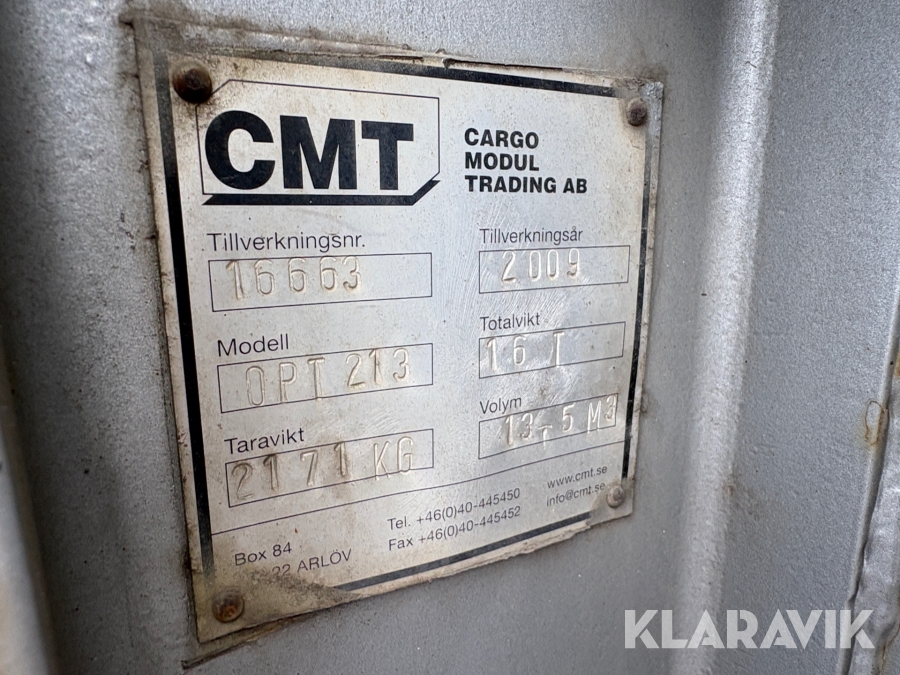 CMT
CARGO
MODUL
TRADING AB
Tillverkningsnr.
16663
Tillverkningsår
2009
Modell
OPT 213
Totalvikt
16 T
Taravikt
2171 KG
Volym
13,5 M3
Box 84
22 ARLÖV
Tel. +46(0)40-445450
Fax +46(0)40-445452
www.cmt.se
info@cmt.se
KLARAVIK